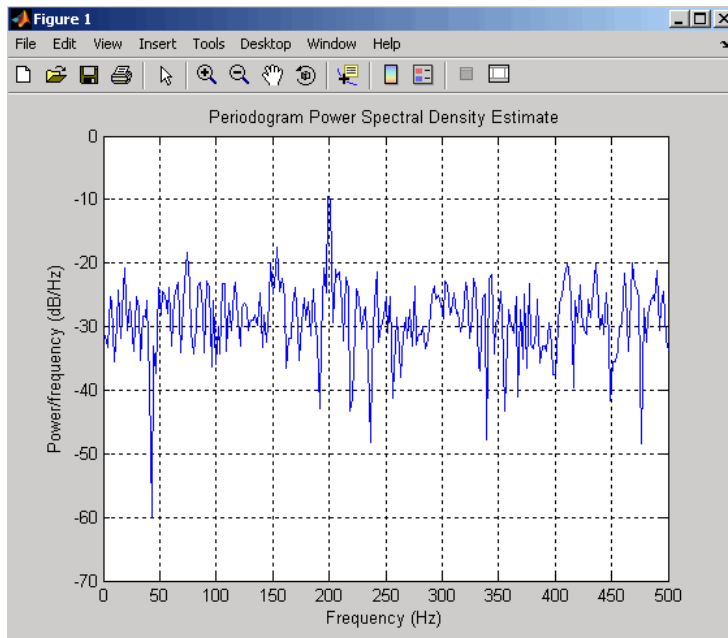 Figure 1
File Edit View Insert Tools Desktop Window Help
Periodogram Power Spectral Density Estimate
0
-10
-20
-30
-40
-50
-60
-70
Power/frequency (dB/Hz)
0 50 100 150 200 250 300 350 400 450 500
Frequency (Hz)